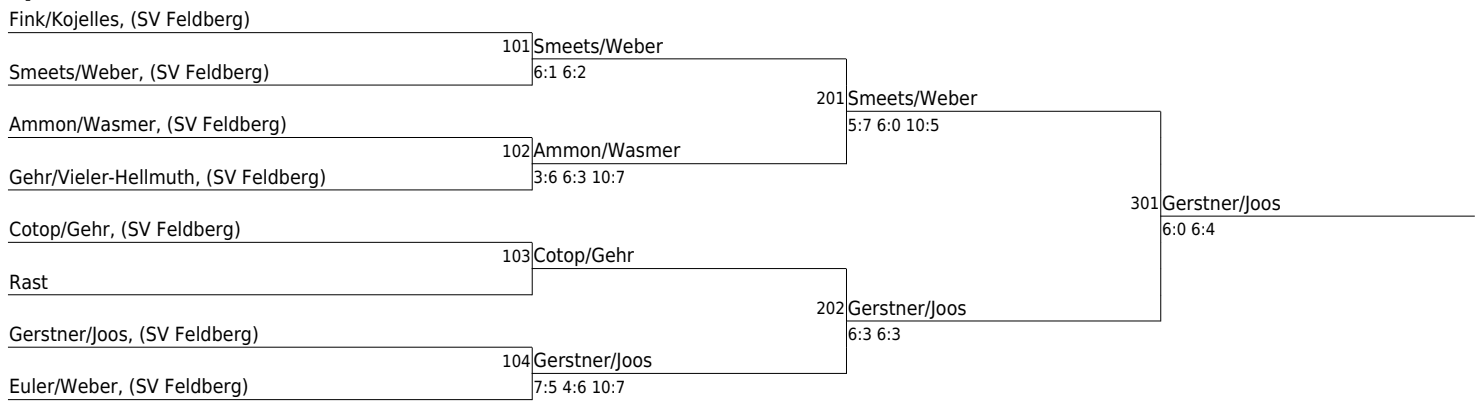 Fink/Kojelles, (SV Feldberg)
101 Smeets/Weber
Smeets/Weber, (SV Feldberg)
6:1 6:2
201 Smeets/Weber
Ammon/Wasmer, (SV Feldberg)
5:7 6:0 10:5
102 Ammon/Wasmer
Gehr/Vieler-Hellmuth, (SV Feldberg)
3:6 6:3 10:7
301 Gerstner/Joos
Cotop/Gehr, (SV Feldberg)
6:0 6:4
103 Cotop/Gehr
Rast
202 Gerstner/Joos
Gerstner/Joos, (SV Feldberg)
6:3 6:3
104 Gerstner/Joos
Euler/Weber, (SV Feldberg)
7:5 4:6 10:7